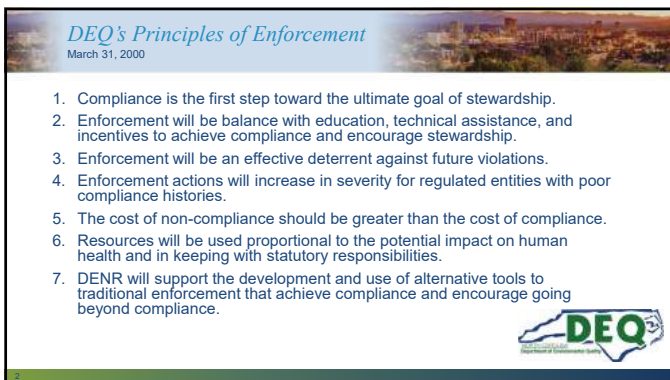 DEQ's Principles of Enforcement
March 31, 2000
1. Compliance is the first step toward the ultimate goal of stewardship.
2. Enforcement will be balance with education, technical assistance, and
incentives to achieve compliance and encourage stewardship.
3. Enforcement will be an effective deterrent against future violations.
4. Enforcement actions will increase in severity for regulated entities with poor
compliance histories.
5. The cost of non-compliance should be greater than the cost of compliance.
6. Resources will be used proportional to the potential impact on human
health and in keeping with statutory responsibilities.
7. DENR will support the development and use of alternative tools to
traditional enforcement that achieve compliance and encourage going
beyond compliance.
DEQ
NORTH CAROLINA
Department of Environmental Quality
2